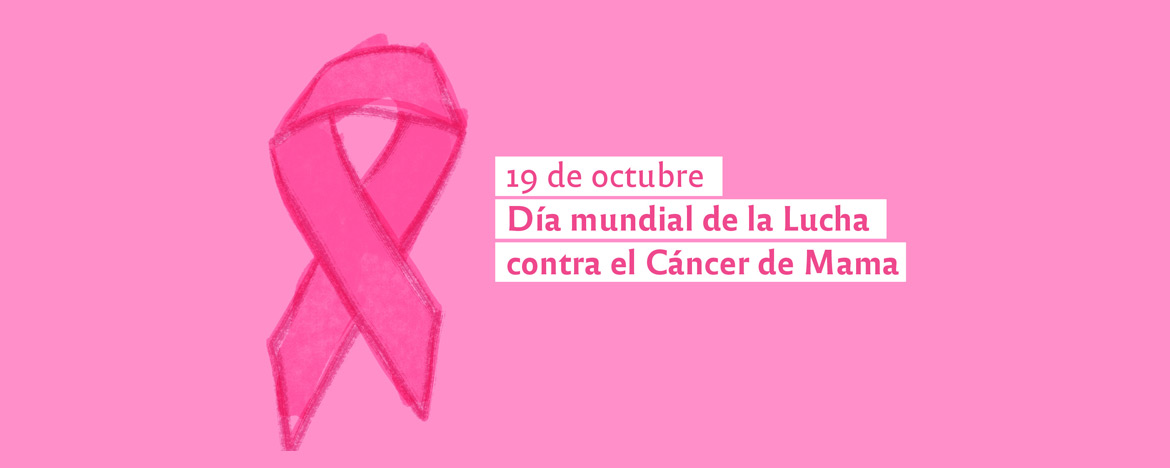 19 de octubre
Día mundial de la Lucha
contra el Cáncer de Mama